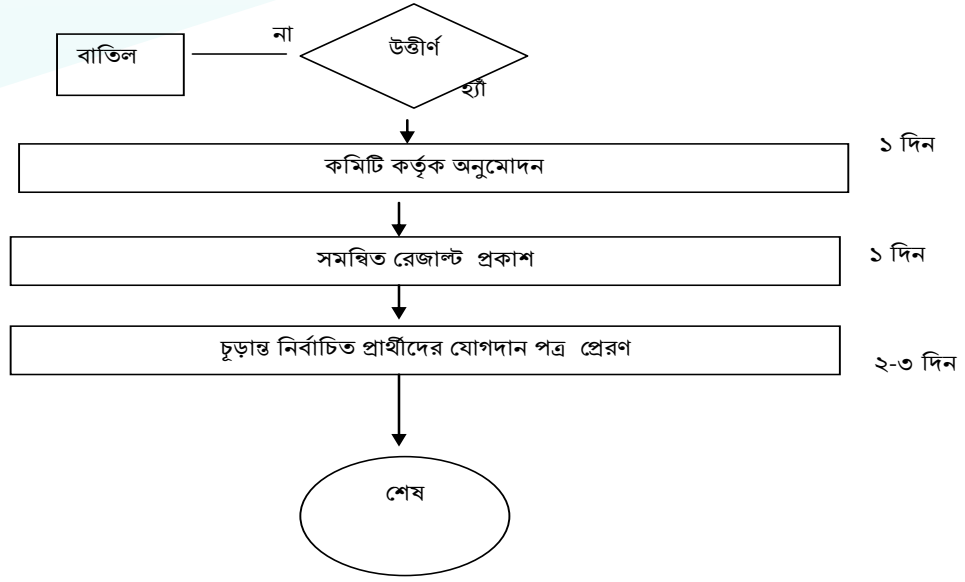 না
উত্তীর্ণ
বাতিল
হ্যাঁ
১ দিন
কমিটি কর্তৃক অনুমোদন
সমন্বিত রেজাল্ট প্রকাশ
১ দিন
চূড়ান্ত নির্বাচিত প্রার্থীদের যোগদান পত্র প্রেরণ
২-৩ দিন
শেষ